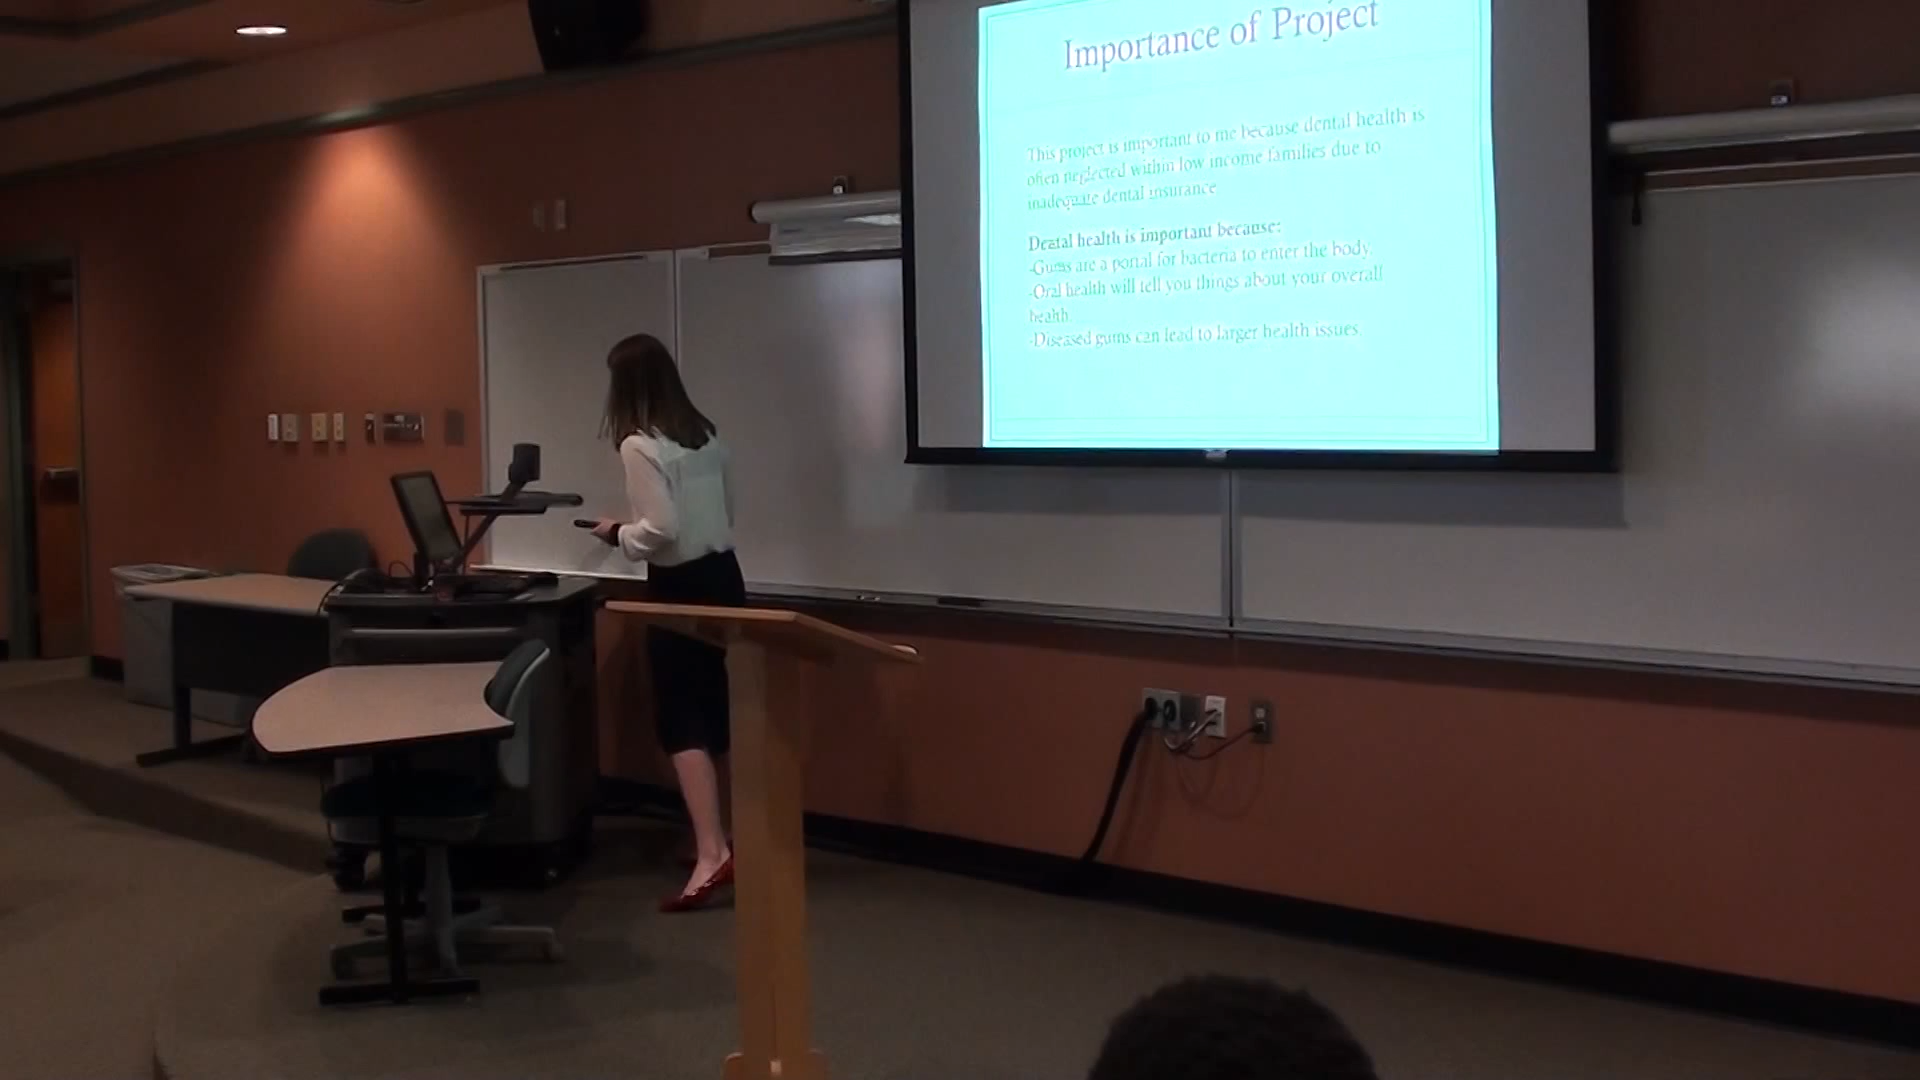 Importance of Project
This project is important to me because dental health is
often neglected within low income families due to
inadequate dental insurance
Dental health is important because:
-Gums are a portal for bacteria to enter the body.
-Oral health will tell you things about your overall
health.
-Diseased gums can lead to larger health issues.